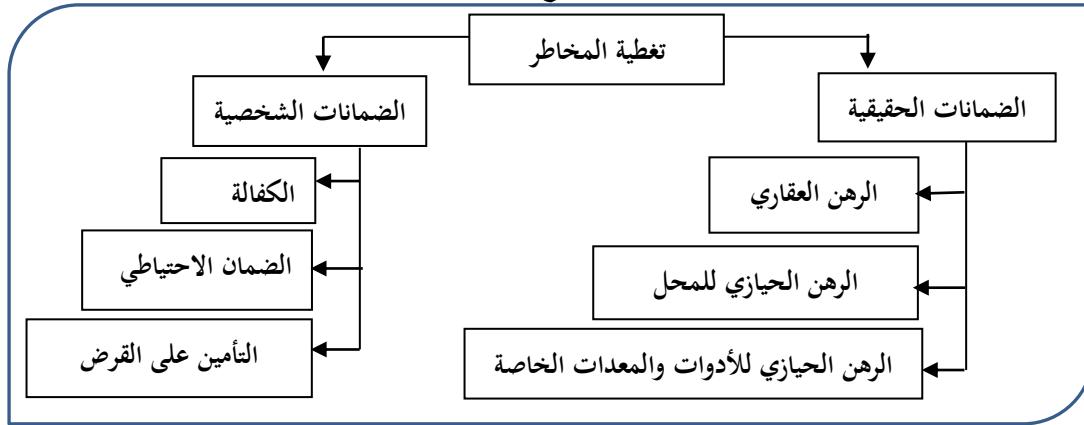 تغطية المخاطر
الضمانات الحقيقية
الرهن العقاري
الرهن الحيازي للمحل
الرهن الحيازي للأدوات والمعدات الخاصة
الضمانات الشخصية
الكفالة
الضمان الاحتياطي
التأمين على القرض